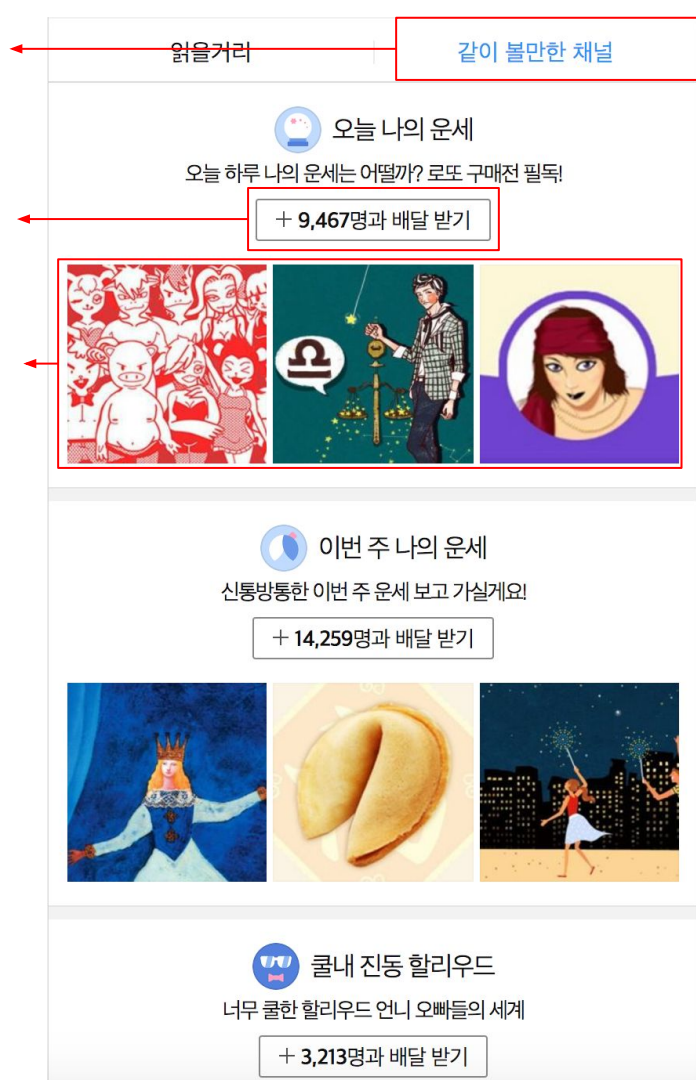 읽을거리
같이 볼만한 채널
오늘 나의 운세
오늘 하루 나의 운세는 어떨까? 로또 구매전 필독!
+ 9,467명과 배달 받기
이번 주 나의 운세
신통방통한 이번 주 운세 보고 가실게요!
+ 14,259명과 배달 받기
쿨내 진동 할리우드
너무 쿨한 할리우드 언니 오빠들의 세계
+ 3,213명과 배달 받기